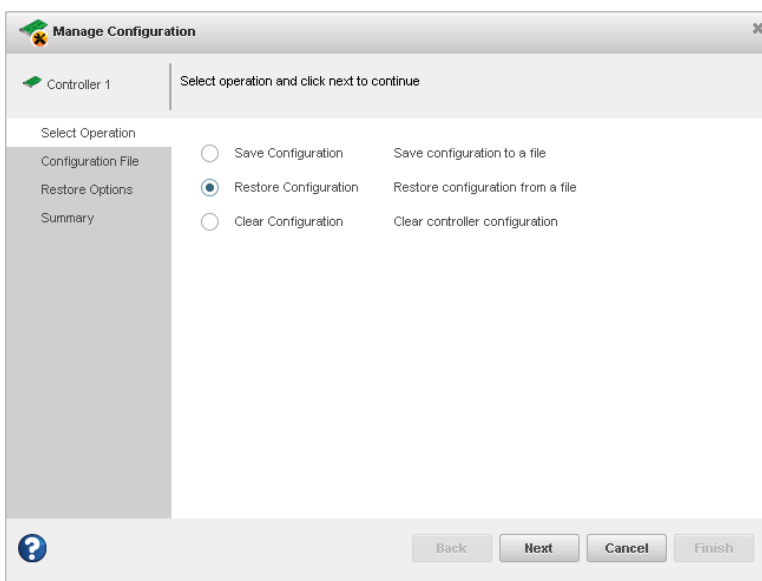 Manage Configuration
Controller 1
Select operation and click next to continue
Select Operation
Configuration File
Restore Options
Summary
Save Configuration Save configuration to a file
Restore Configuration Restore configuration from a file
Clear Configuration Clear controller configuration
? Back Next Cancel Finish